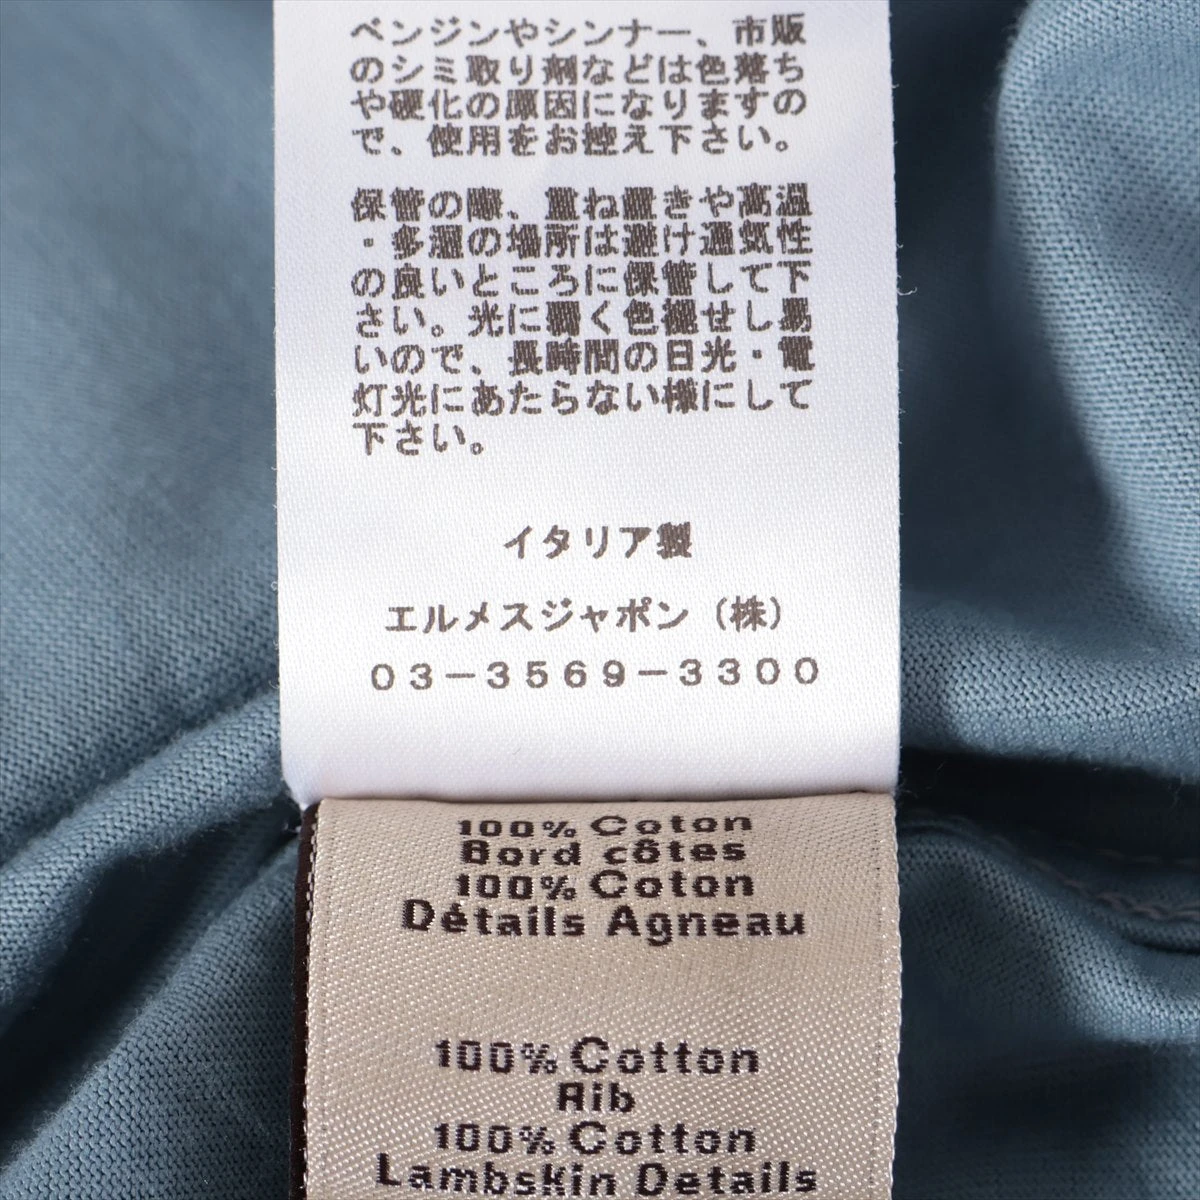 ベンジンやシンナー、市販
のシミ取り剤などは色落ち
や硬化の原因になりますの
で、使用をお控え下さい。
保管の際、重ね置きや高温
・多湿の場所は避け通気性
の良いところに保管して下
さい。光に弱く色褪せし易
いので、長時間の日光・電
灯光にあたらない様にして
下さい。
イタリア製
エルメスジャポン（株）
03－3569－3300
100% Coton
Bord côtes
100% Coton
Détails Agneau
100% Cotton
Rib
100% Cotton
Lambskin Details